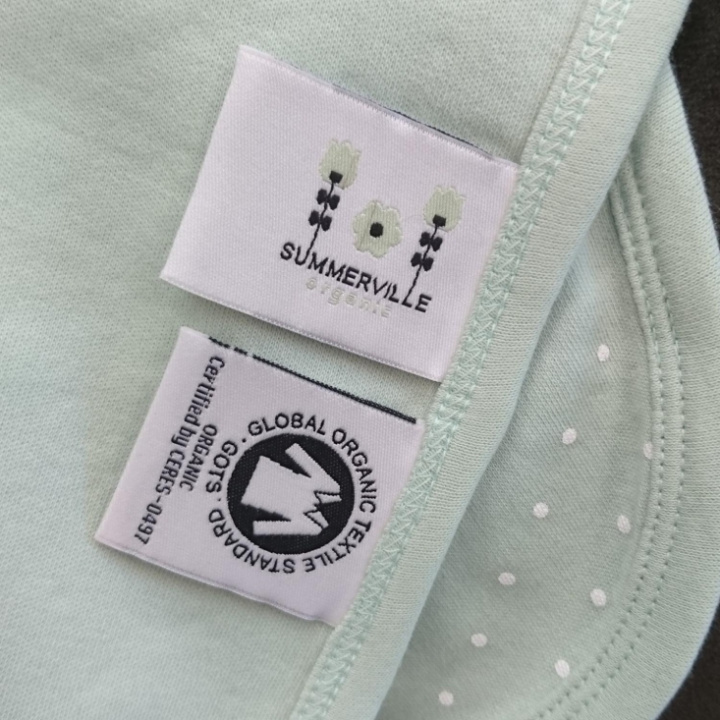 SUMMERVILLE
organic
· GLOBAL ORGANIC TEXTILE STANDARD · GOTS
ORGANIC
Certified by CERES-0497